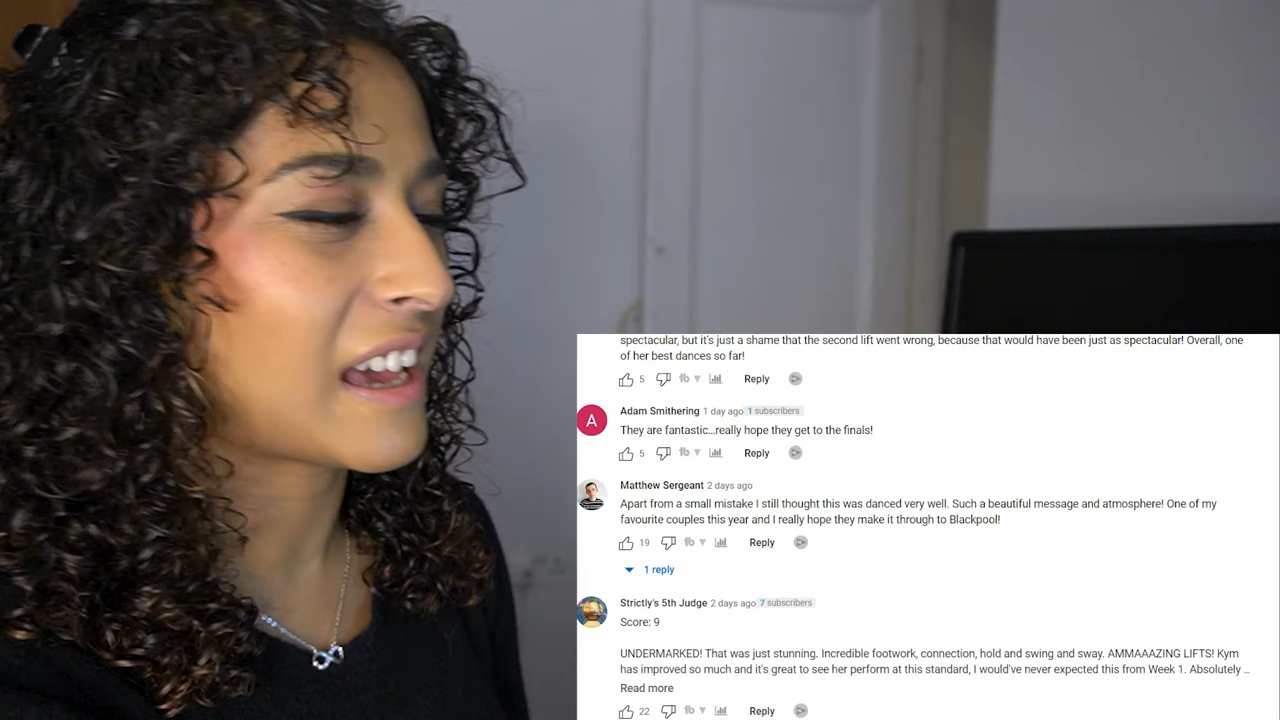 spectacular, but it's just a shame that the second lift went wrong, because that would have been just as spectacular! Overall, one
of her best dances so far!
5 Reply
Adam Smithering 1 day ago 1 subscribers
A
They are fantastic...really hope they get to the finals!
5 Reply
Matthew Sergeant 2 days ago
Apart from a small mistake I still thought this was danced very well. Such a beautiful message and atmosphere! One of my
favourite couples this year and I really hope they make it through to Blackpool!
19 Reply
1 reply
Strictly's 5th Judge 2 days ago 7 subscribers
Score: 9
UNDERMARKED! That was just stunning. Incredible footwork, connection, hold and swing and sway. AMMAAAZING LIFTS! Kym
has improved so much and it's great to see her perform at this standard, I would've never expected this from Week 1. Absolutely ...
Read more
22 Reply